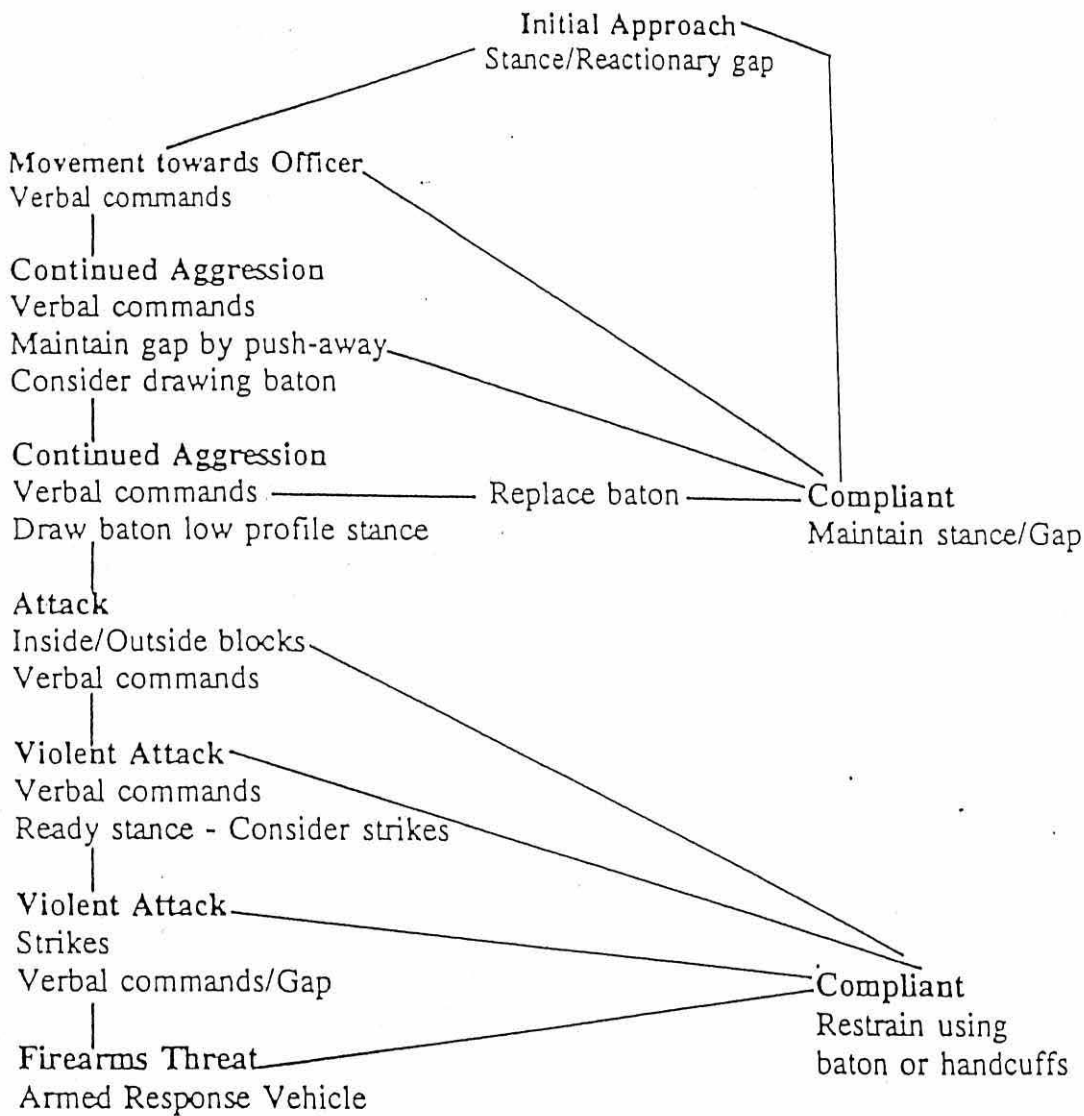 Initial Approach
Stance/Reactionary gap
Movement towards Officer
Verbal commands
Continued Aggression
Verbal commands
Maintain gap by push-away
Consider drawing baton
Continued Aggression
Verbal commands
Draw baton low profile stance
Replace baton
Compliant
Maintain stance/Gap
Attack
Inside/Outside blocks
Verbal commands
Violent Attack
Verbal commands
Ready stance - Consider strikes
Violent Attack
Strikes
Verbal commands/Gap
Firearms Threat
Armed Response Vehicle
Compliant
Restrain using
baton or handcuffs